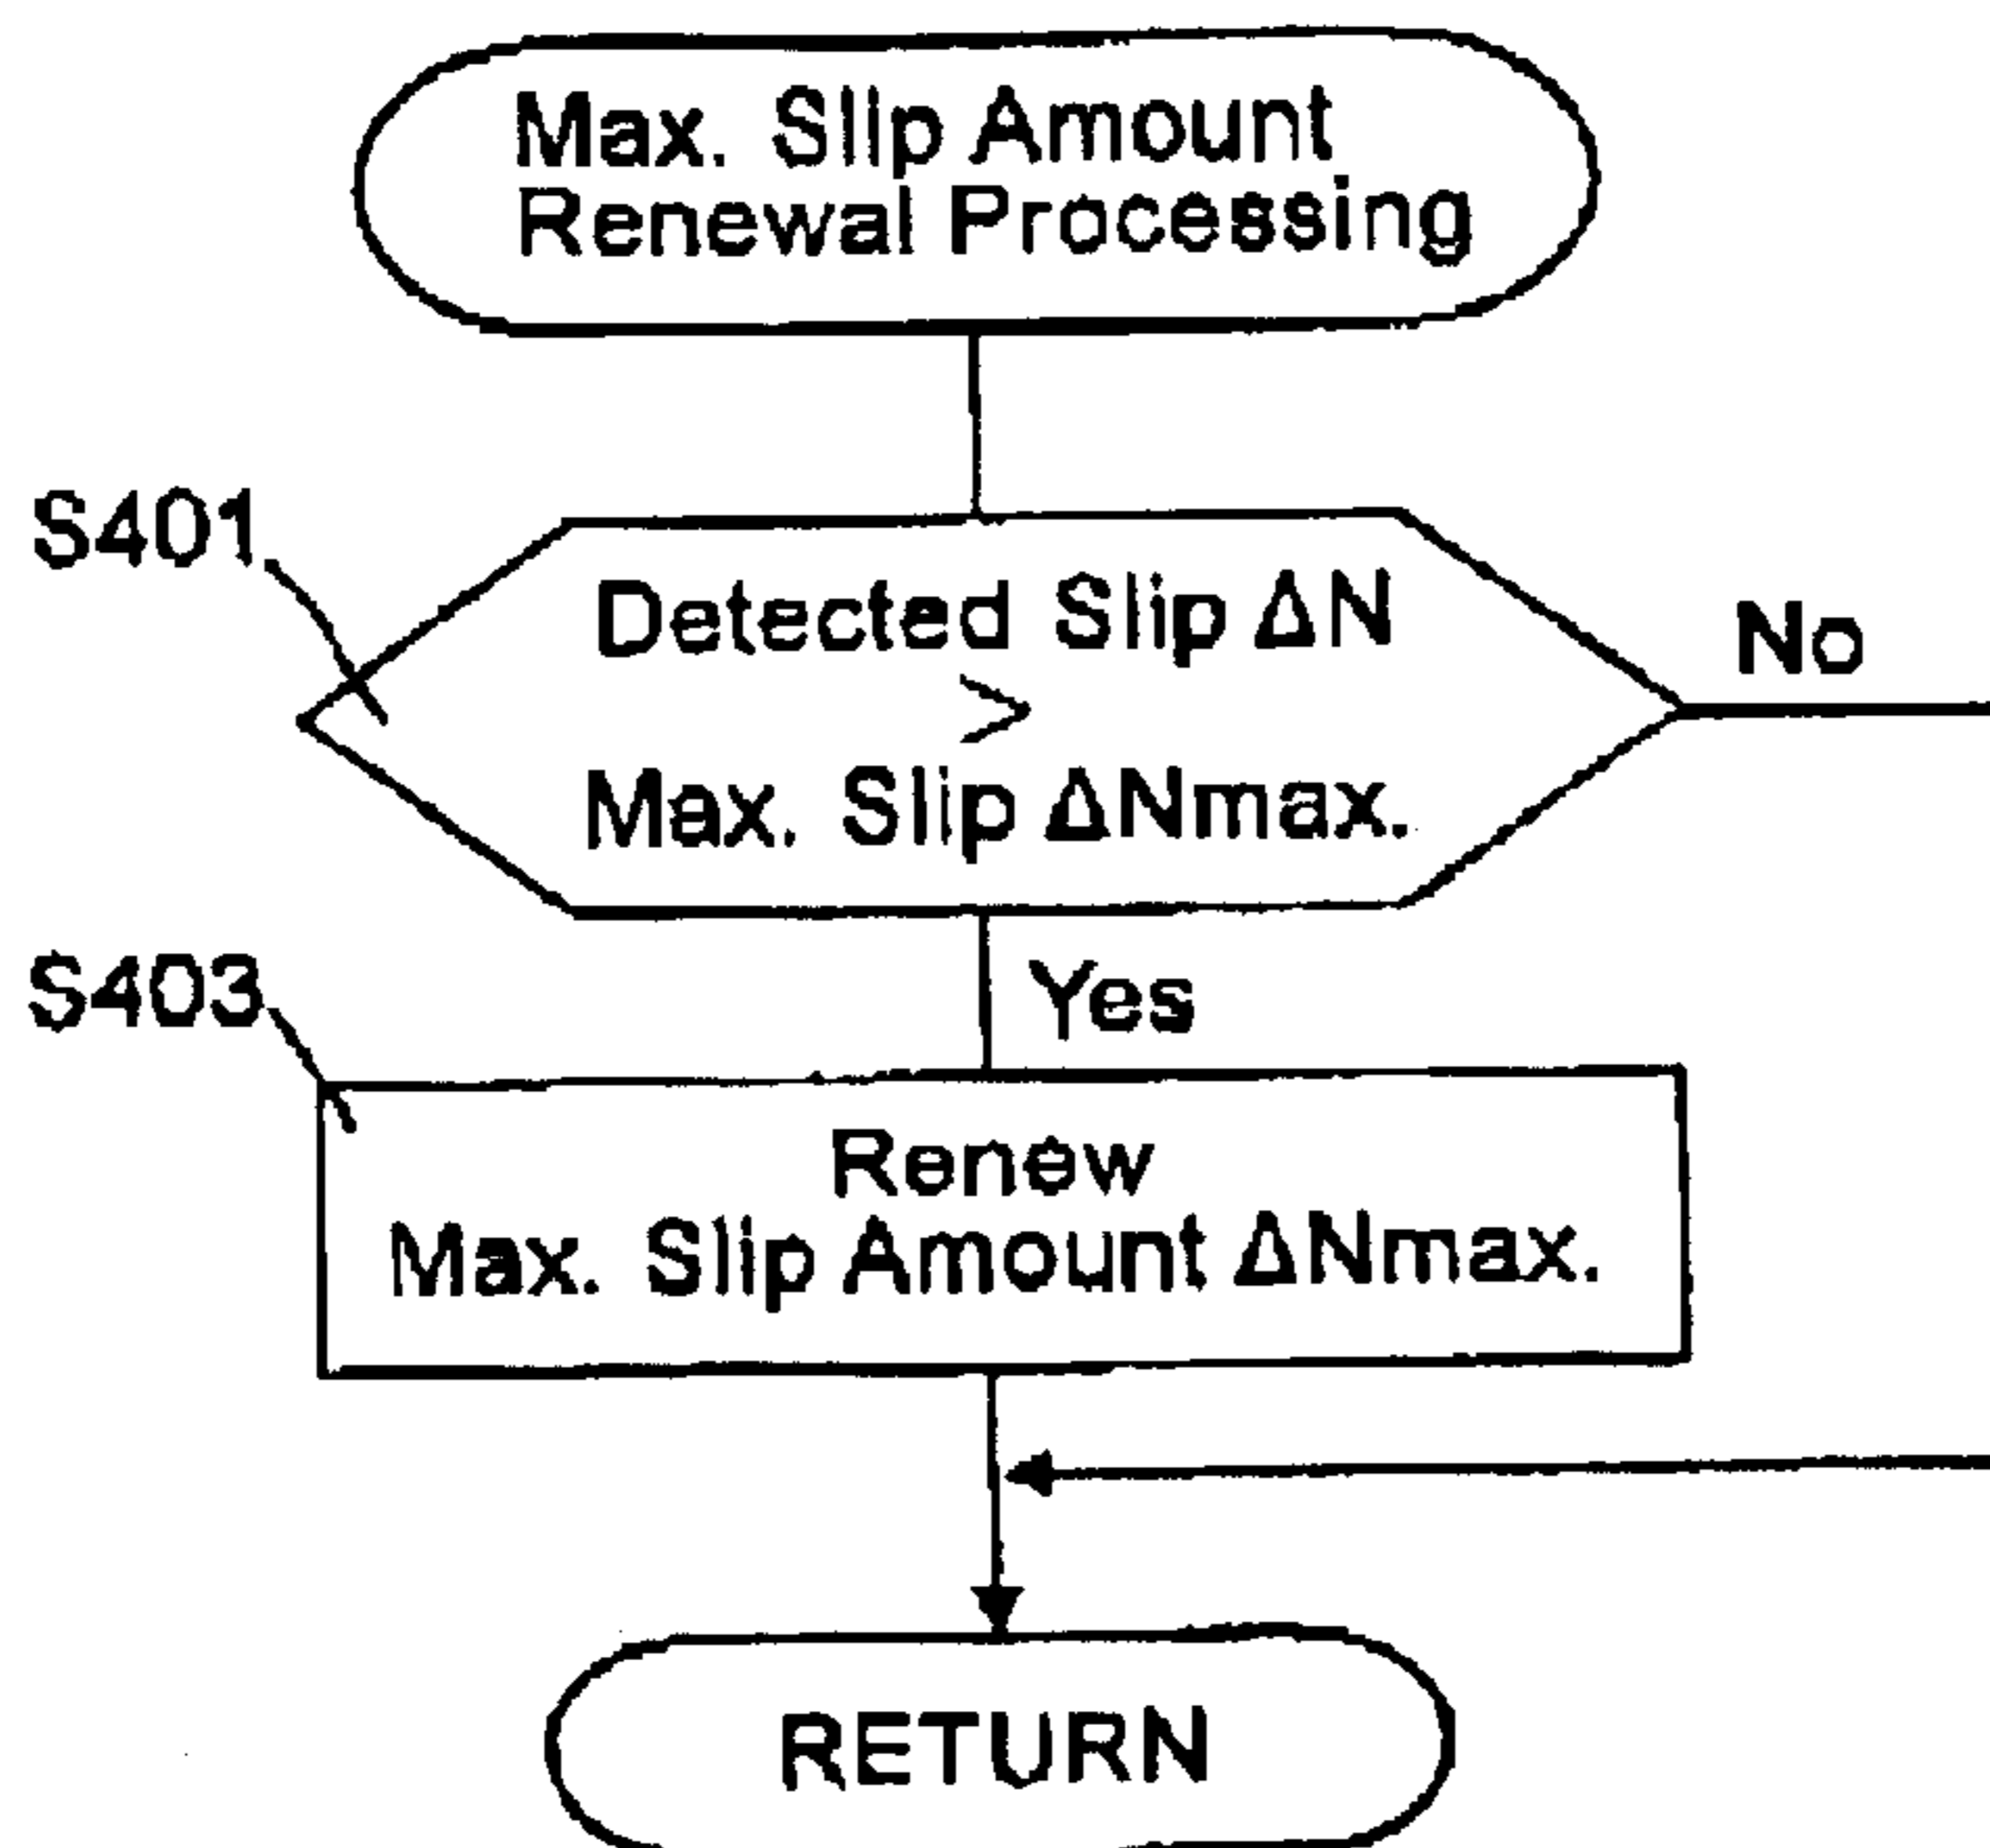 Max. Slip Amount
Renewal Processing
S401
Detected Slip ΔN
>
Max. Slip ΔNmax.
No
Yes
S403
Renew
Max. Slip Amount ΔNmax.
RETURN